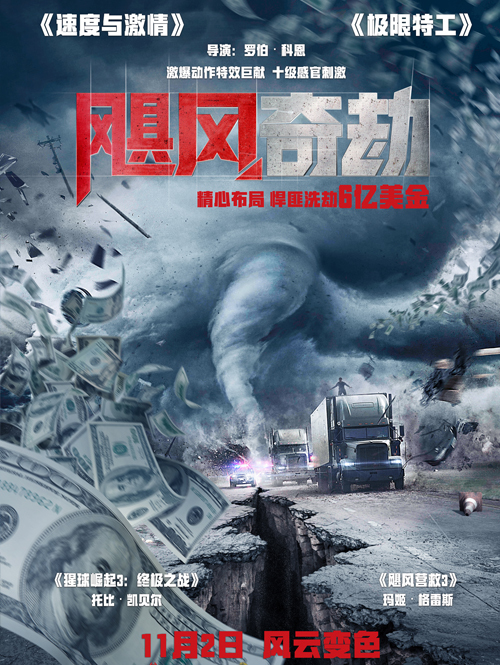 《速度与激情》 《极限特工》
导演：罗伯·科恩
激爆动作特效巨献 十级感官刺激
飓风奇劫
精心布局 悍匪洗劫6亿美金
《猩球崛起3：终极之战》 《飓风营救3》
托比·凯贝尔 玛姬·格雷斯
11月2日 风云变色